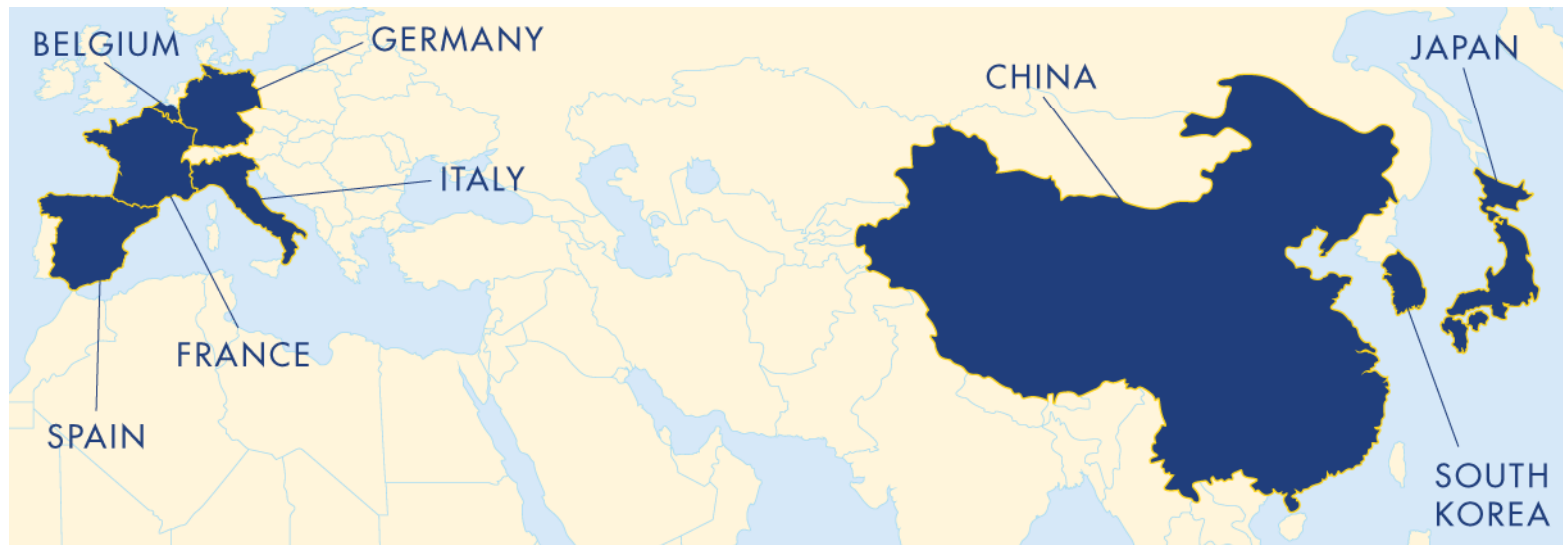 BELGIUM
GERMANY
ITALY
FRANCE
SPAIN
CHINA
JAPAN
SOUTH
KOREA